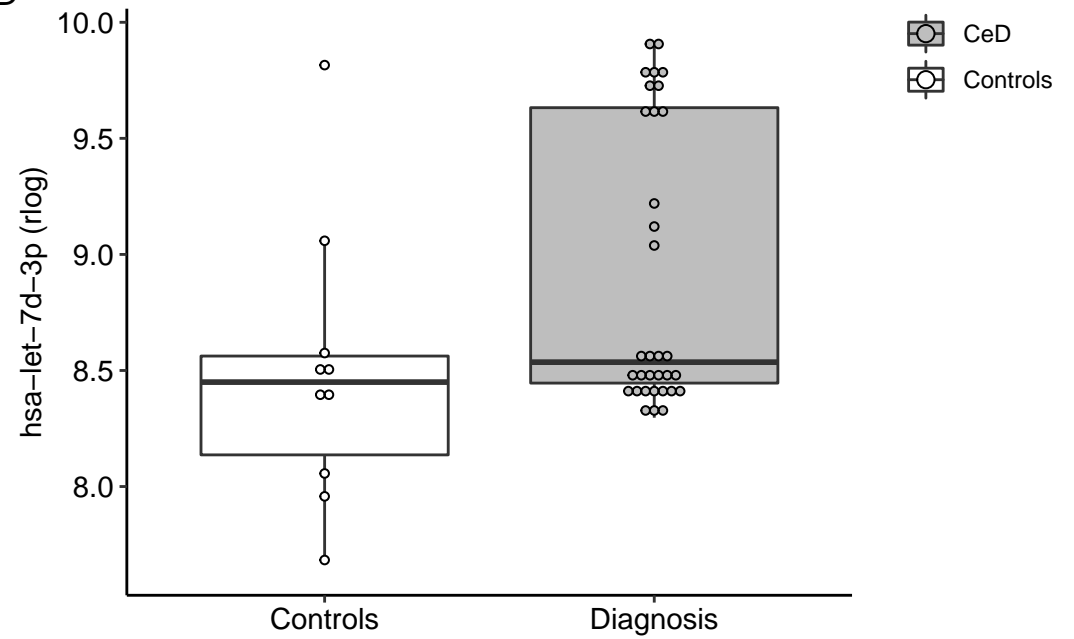 10.0
9.5
9.0
8.5
8.0
hsa−let−7d−3p (rlog)
Controls
Diagnosis
CeD
Controls